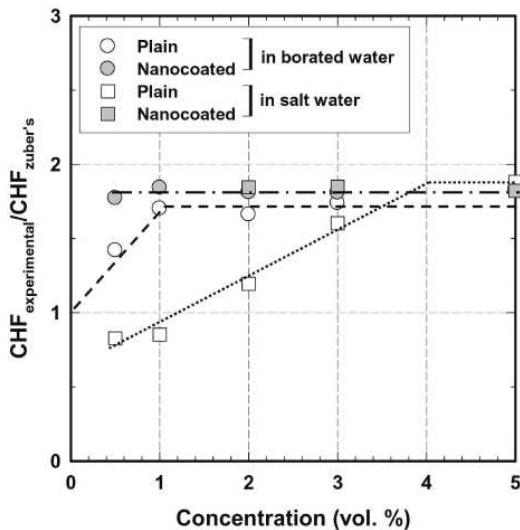 3
2
1
0
0
1
2
3
4
5
Plain
Nanocoated
in borated water
Plain
Nanocoated
in salt water
CHFexperimental/CHFzuber's
Concentration (vol. %)